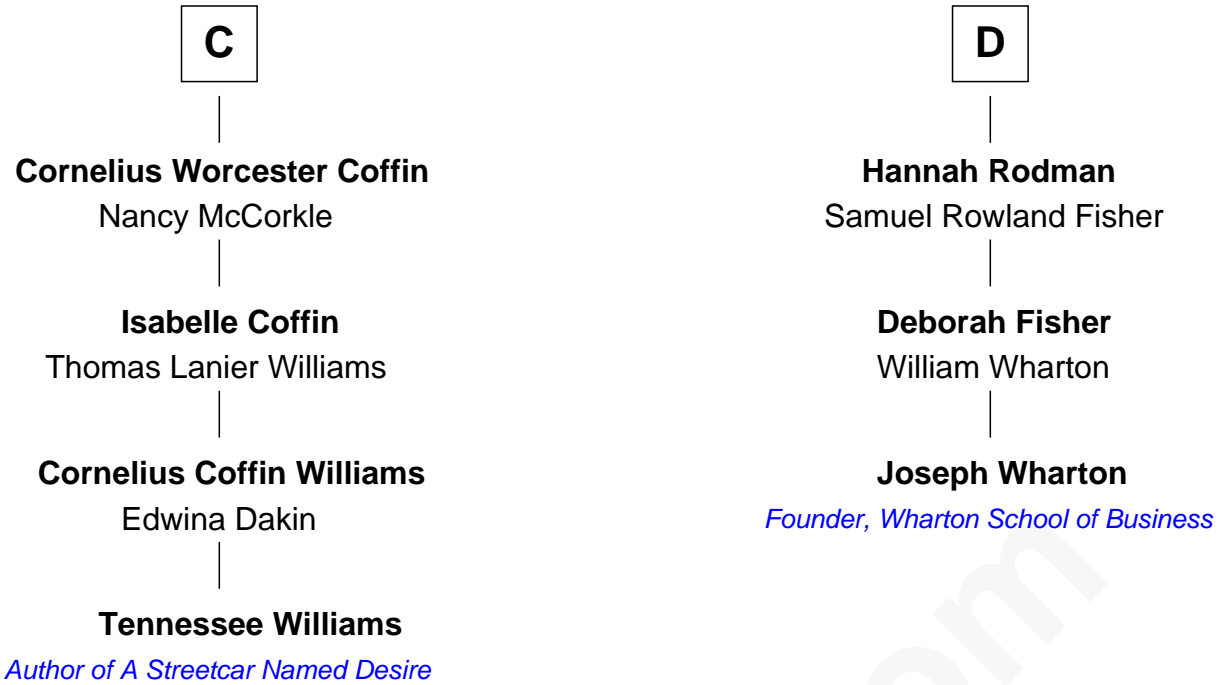 C
Cornelius Worcester Coffin
Nancy McCorkle
Isabelle Coffin
Thomas Lanier Williams
Cornelius Coffin Williams
Edwina Dakin
Tennessee Williams
Author of A Streetcar Named Desire
D
Hannah Rodman
Samuel Rowland Fisher
Deborah Fisher
William Wharton
Joseph Wharton
Founder, Wharton School of Business
om